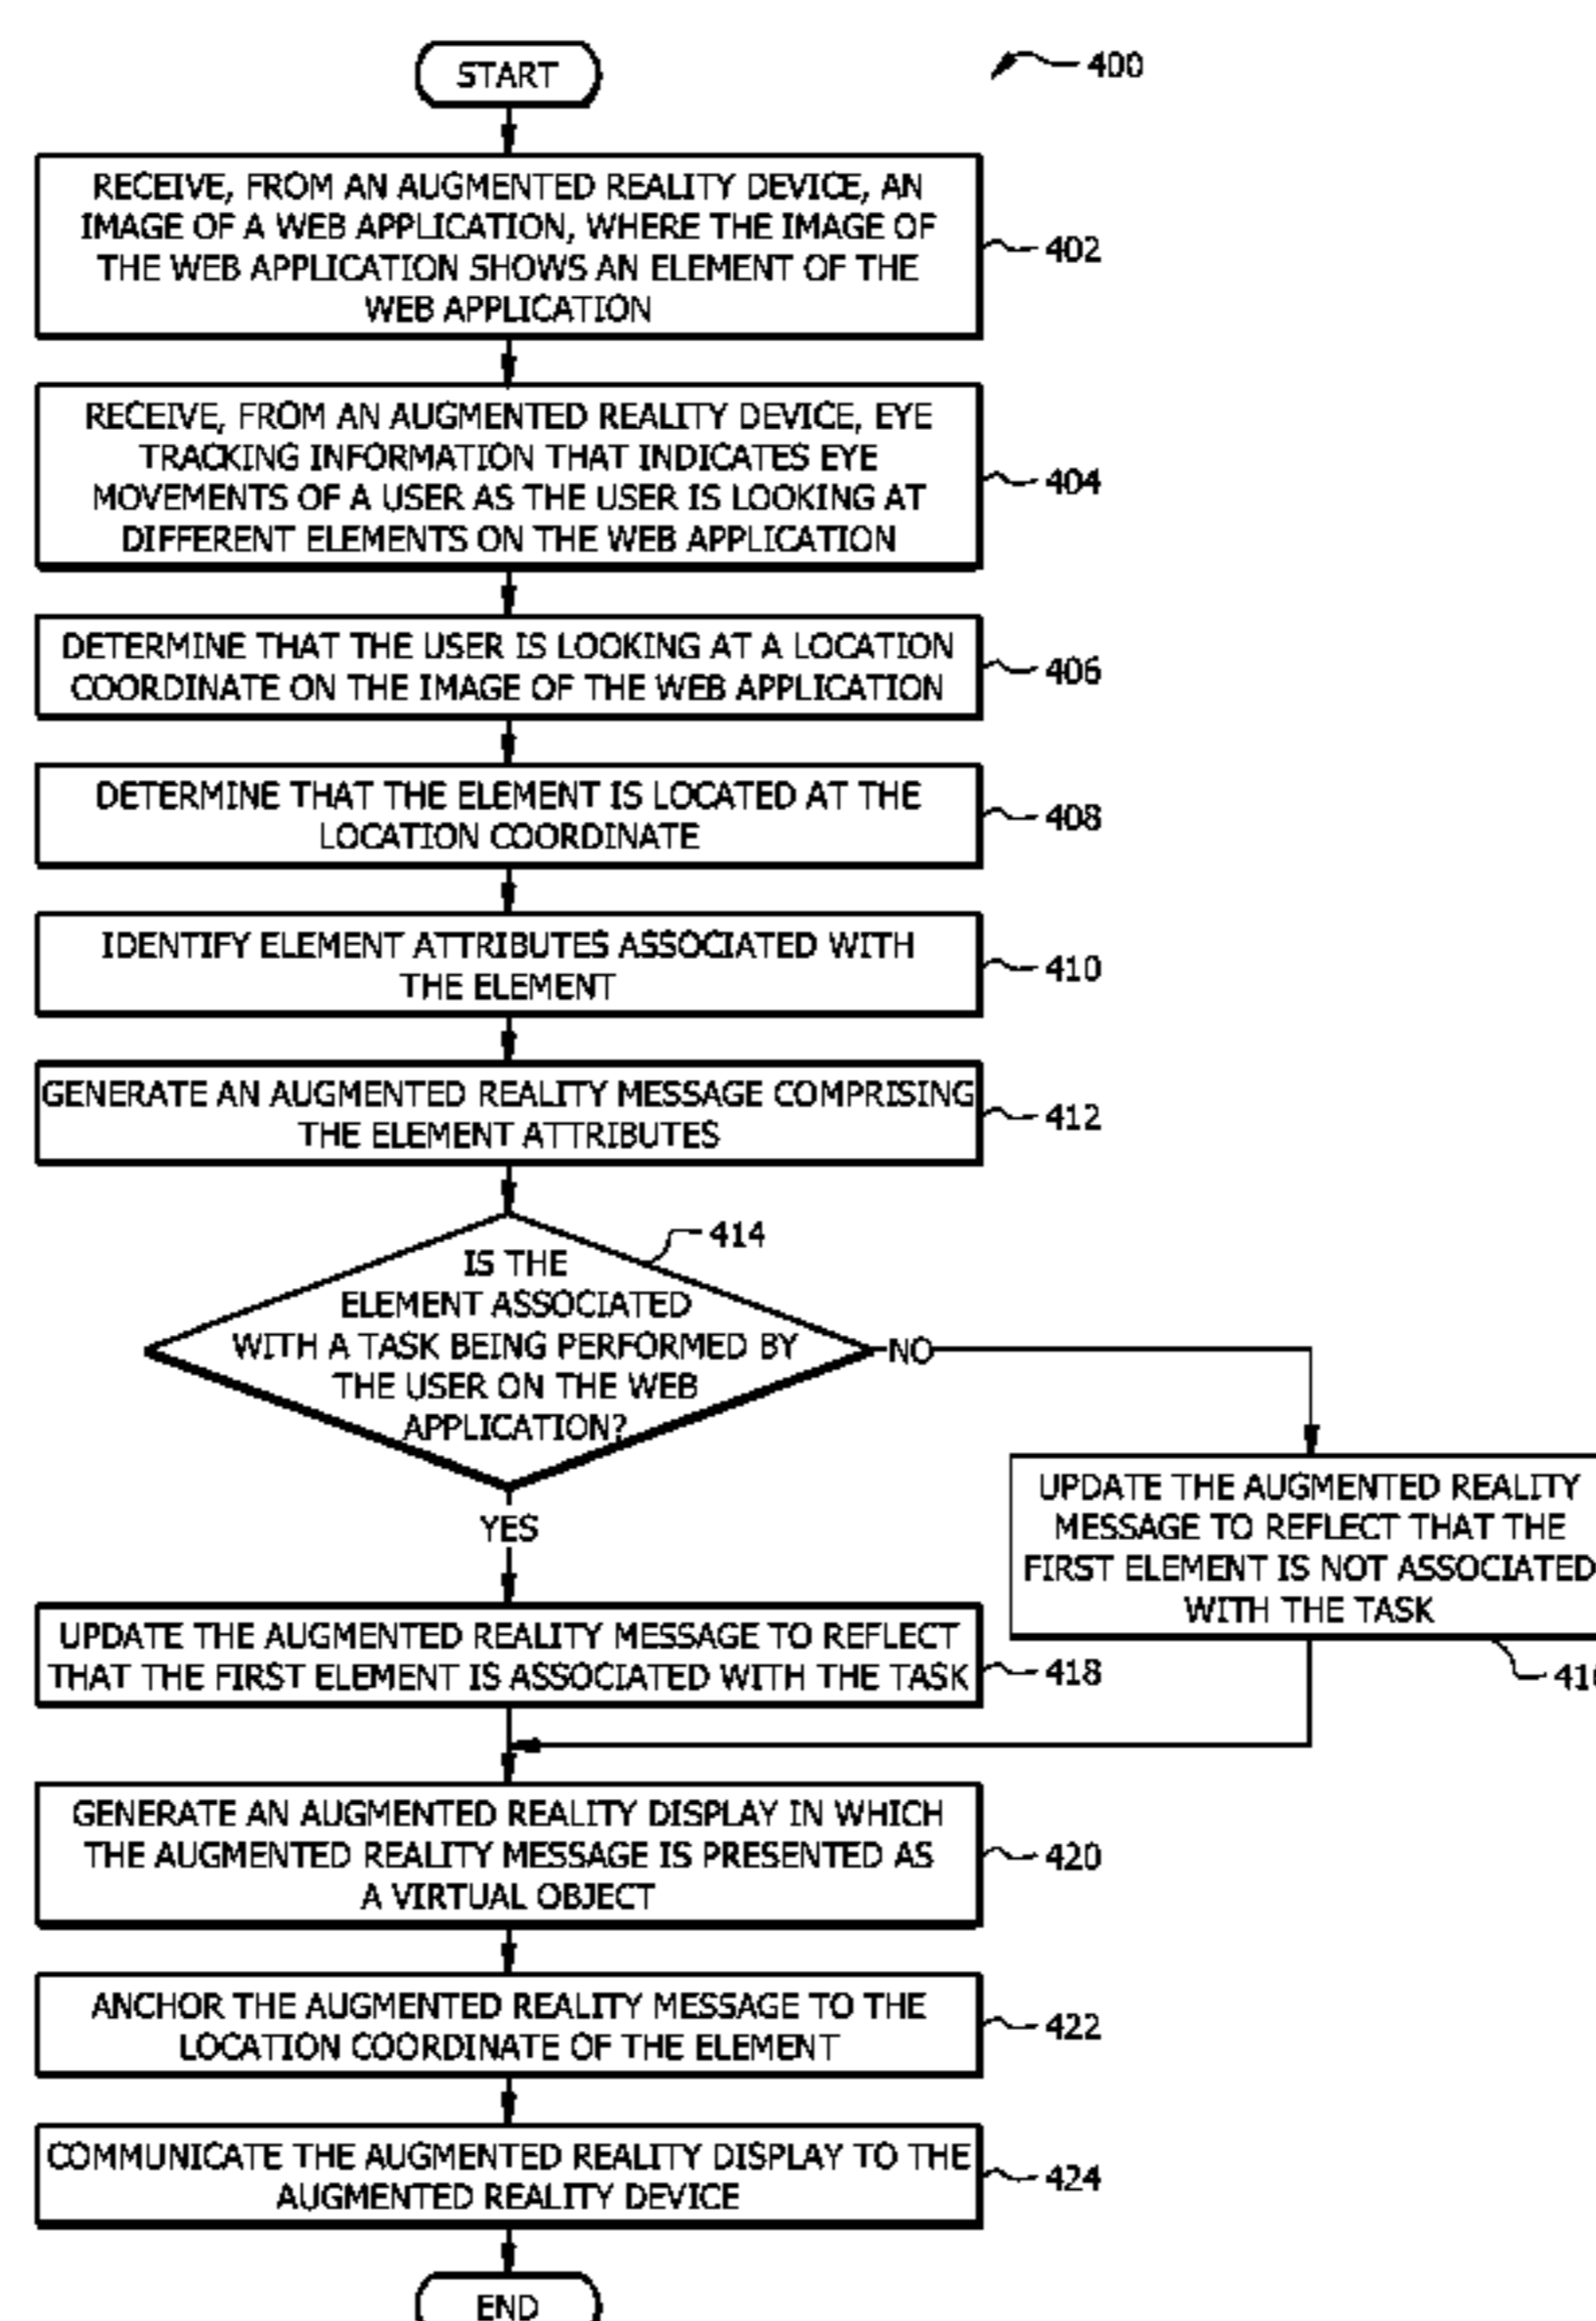 START
400
RECEIVE, FROM AN AUGMENTED REALITY DEVICE, AN
IMAGE OF A WEB APPLICATION, WHERE THE IMAGE OF
THE WEB APPLICATION SHOWS AN ELEMENT OF THE
WEB APPLICATION
402
RECEIVE, FROM AN AUGMENTED REALITY DEVICE, EYE
TRACKING INFORMATION THAT INDICATES EYE
MOVEMENTS OF A USER AS THE USER IS LOOKING AT
DIFFERENT ELEMENTS ON THE WEB APPLICATION
404
DETERMINE THAT THE USER IS LOOKING AT A LOCATION
COORDINATE ON THE IMAGE OF THE WEB APPLICATION
406
DETERMINE THAT THE ELEMENT IS LOCATED AT THE
LOCATION COORDINATE
408
IDENTIFY ELEMENT ATTRIBUTES ASSOCIATED WITH
THE ELEMENT
410
GENERATE AN AUGMENTED REALITY MESSAGE COMPRISING
THE ELEMENT ATTRIBUTES
412
414
IS THE
ELEMENT ASSOCIATED
WITH A TASK BEING PERFORMED BY
THE USER ON THE WEB
APPLICATION?
NO
YES
UPDATE THE AUGMENTED REALITY
MESSAGE TO REFLECT THAT THE
FIRST ELEMENT IS NOT ASSOCIATED
WITH THE TASK
UPDATE THE AUGMENTED REALITY MESSAGE TO REFLECT
THAT THE FIRST ELEMENT IS ASSOCIATED WITH THE TASK
418
GENERATE AN AUGMENTED REALITY DISPLAY IN WHICH
THE AUGMENTED REALITY MESSAGE IS PRESENTED AS
A VIRTUAL OBJECT
420
ANCHOR THE AUGMENTED REALITY MESSAGE TO THE
LOCATION COORDINATE OF THE ELEMENT
422
COMMUNICATE THE AUGMENTED REALITY DISPLAY TO THE
AUGMENTED REALITY DEVICE
424
END